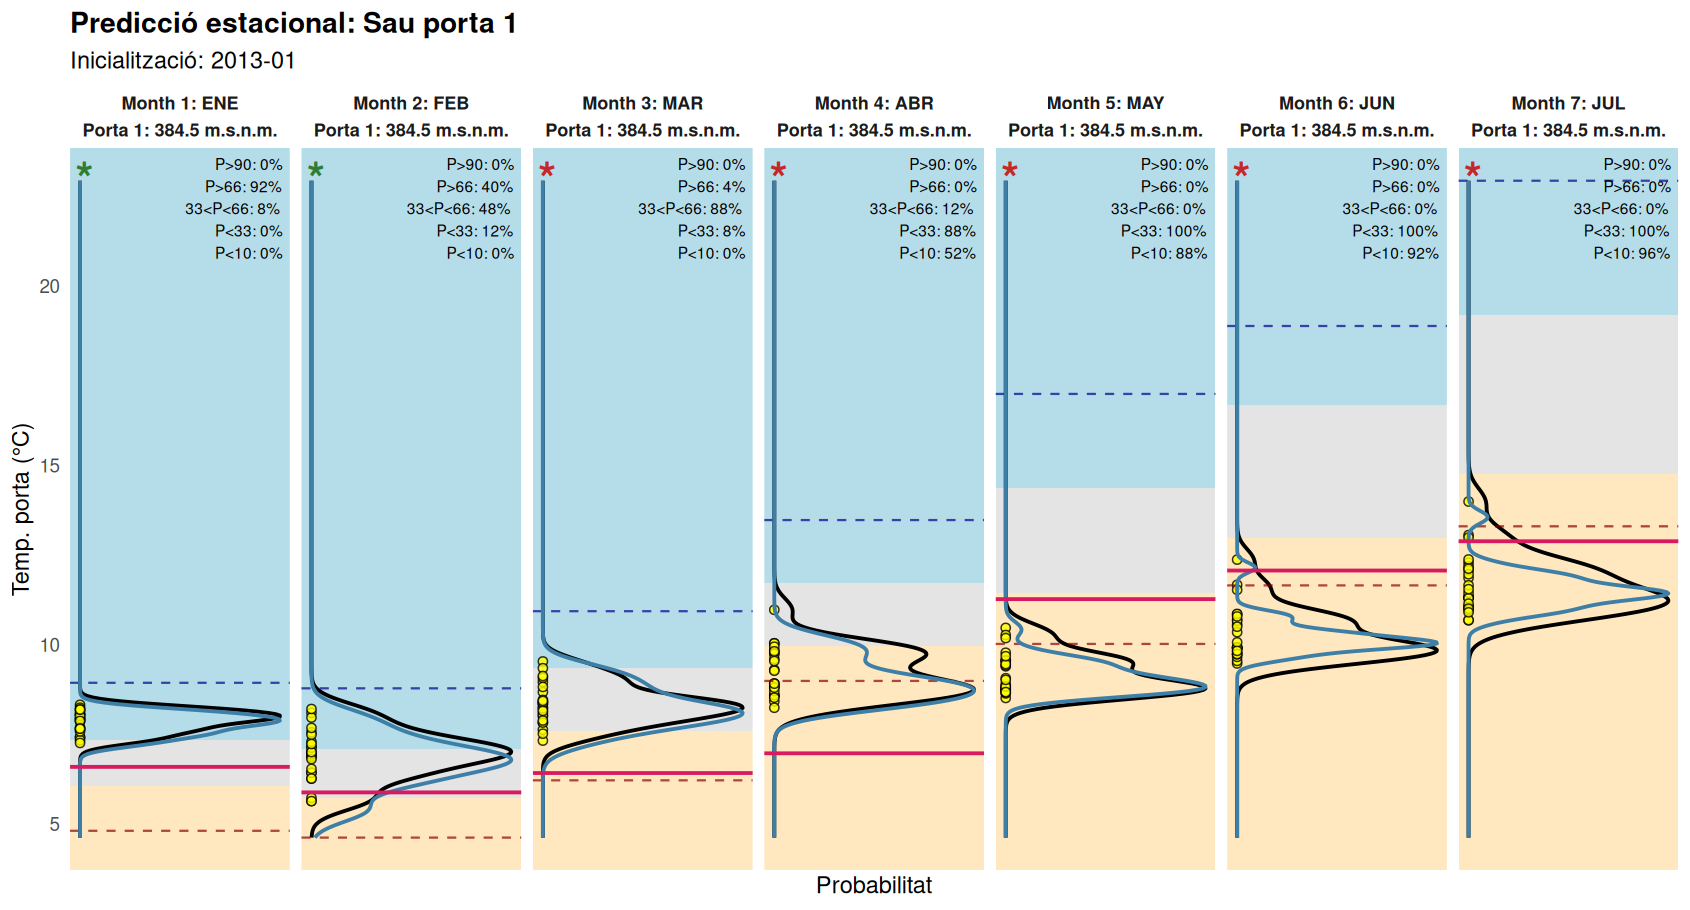 Predicció estacional: Sau porta 1
Inicialització: 2013-01
Month 1: ENE
Porta 1: 384.5 m.s.n.m.
Month 2: FEB
Porta 1: 384.5 m.s.n.m.
Month 3: MAR
Porta 1: 384.5 m.s.n.m.
Month 4: ABR
Porta 1: 384.5 m.s.n.m.
Month 5: MAY
Porta 1: 384.5 m.s.n.m.
Month 6: JUN
Porta 1: 384.5 m.s.n.m.
Month 7: JUL
Porta 1: 384.5 m.s.n.m.
*
P>90: 0%
P>66: 92%
33<P<66: 8%
P<33: 0%
P<10: 0%
*
P>90: 0%
P>66: 40%
33<P<66: 48%
P<33: 12%
P<10: 0%
*
P>90: 0%
P>66: 4%
33<P<66: 88%
P<33: 8%
P<10: 0%
*
P>90: 0%
P>66: 0%
33<P<66: 12%
P<33: 88%
P<10: 52%
*
P>90: 0%
P>66: 0%
33<P<66: 0%
P<33: 100%
P<10: 88%
*
P>90: 0%
P>66: 0%
33<P<66: 0%
P<33: 100%
P<10: 92%
*
P>90: 0%
P>66: 0%
33<P<66: 0%
P<33: 100%
P<10: 96%
20
15
10
5
Temp. porta (°C)
Probabilitat